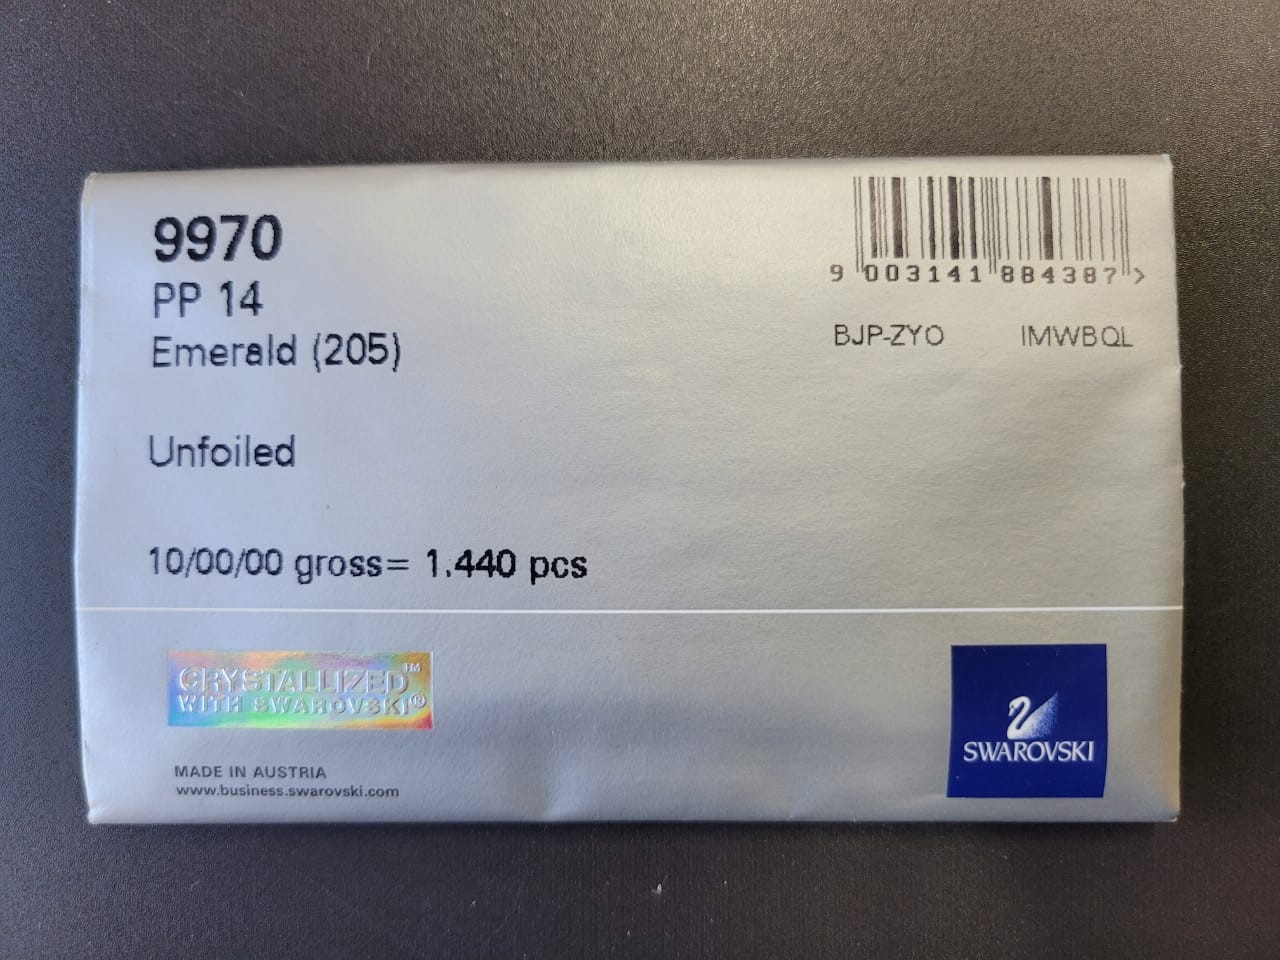 9970
PP 14
Emerald (205)
Unfoiled
10/00/00 gross= 1.440 pcs
9 003141 884387 >
BJP-ZYO IMWBQL
CRYSTALLIZED™
WITH SWAROVSKI®
MADE IN AUSTRIA
www.business.swarovski.com
SWAROVSKI